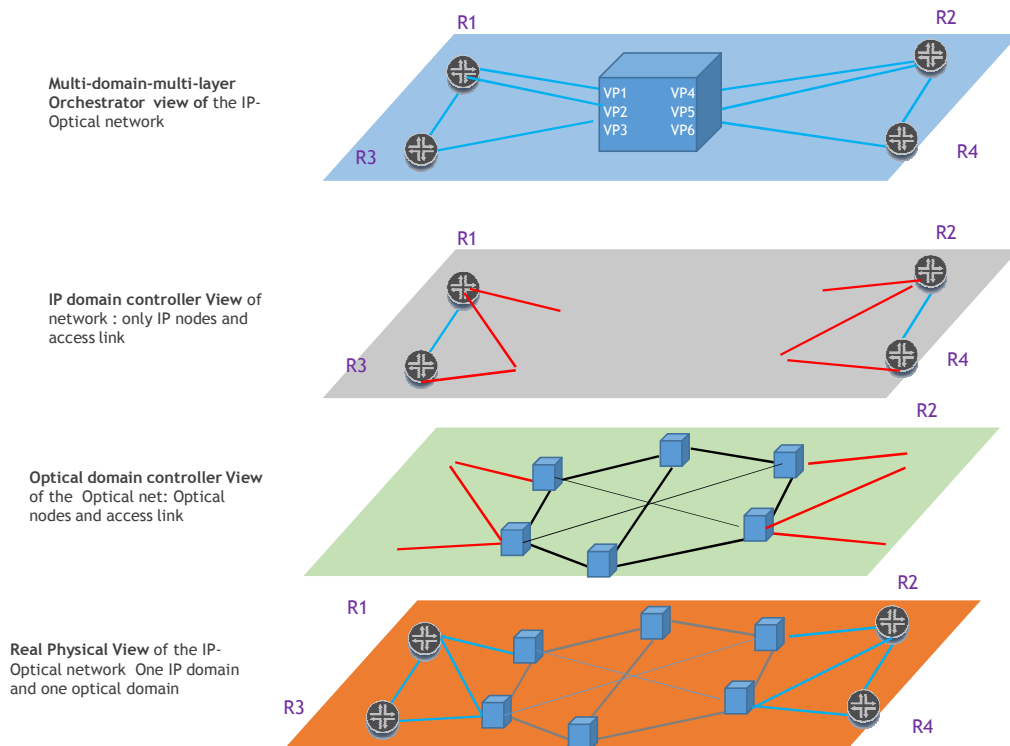 R1
R2
Multi-domain-multi-layer
Orchestrator view of the IP-
Optical network
VP1 VP4
VP2 VP5
VP3 VP6
R3
R4
R1
R2
IP domain controller View of
network : only IP nodes and
access link
R3
R4
R2
Optical domain controller View
of the Optical net: Optical
nodes and access link
R1
R2
Real Physical View of the IP-
Optical network One IP domain
and one optical domain
R3
R4